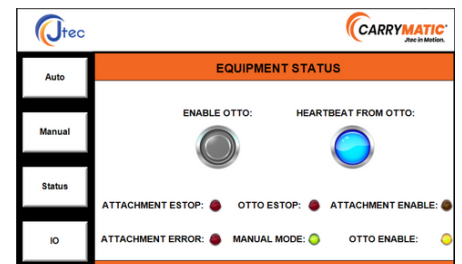 Jtec
CARRYMATIC
Jtec in Motion.
Auto
Manual
Status
IO
EQUIPMENT STATUS
ENABLE OTTO: HEARTBEAT FROM OTTO:
ATTACHMENT ESTOP: OTTO ESTOP: ATTACHMENT ENABLE:
ATTACHMENT ERROR: MANUAL MODE: OTTO ENABLE: